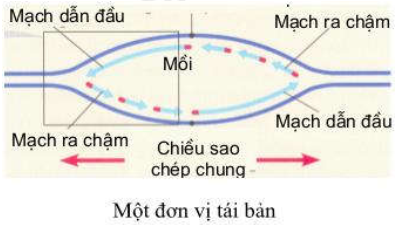 Mạch dẫn đầu
Mạch ra chậm
Mồi
Mạch ra chậm
Mạch dẫn đầu
Chiều sao
chép chung
Một đơn vị tái bản